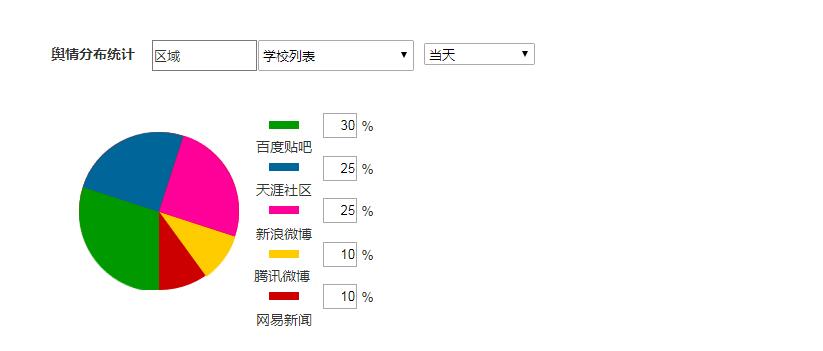 舆情分布统计 区域 学校列表 当天
30 %
百度贴吧
25 %
天涯社区
25 %
新浪微博
10 %
腾讯微博
10 %
网易新闻